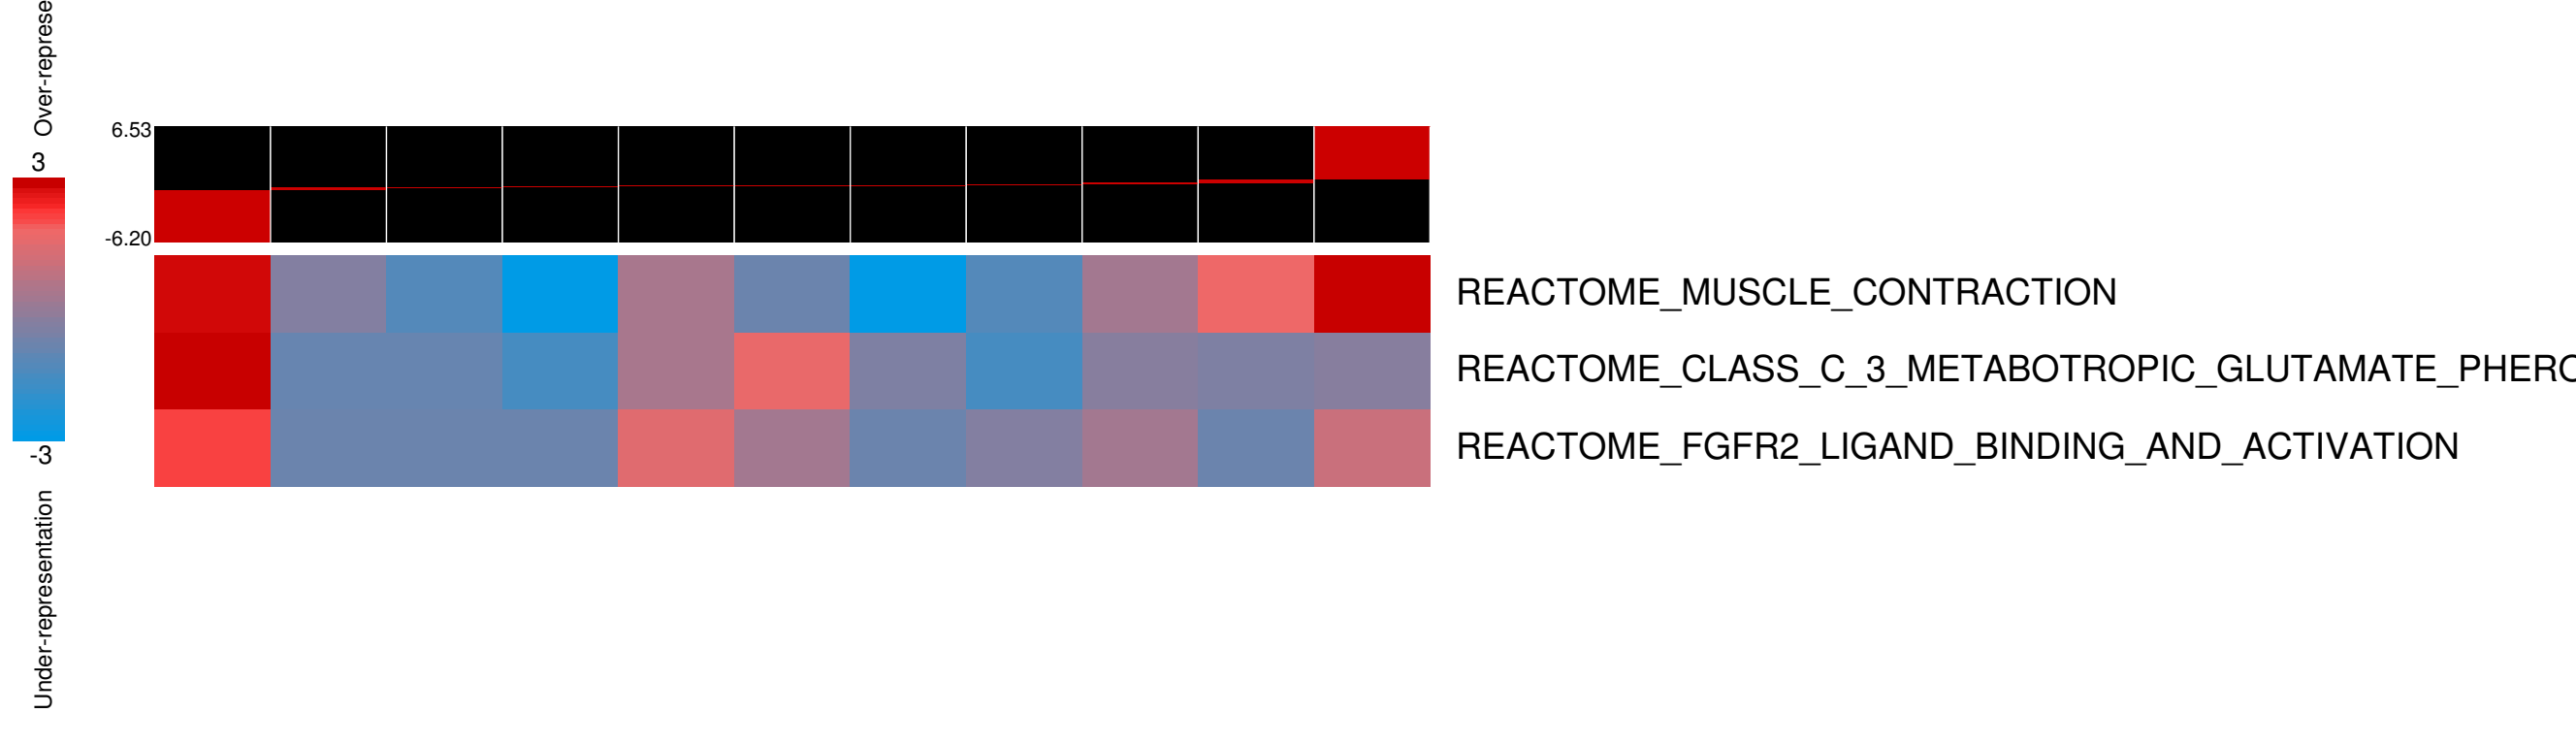 Over-represe
6.53
3
-6.20
REACTOME_MUSCLE_CONTRACTION
REACTOME_CLASS_C_3_METABOTROPIC_GLUTAMATE_PHERO
REACTOME_FGFR2_LIGAND_BINDING_AND_ACTIVATION
-3
Under-representation